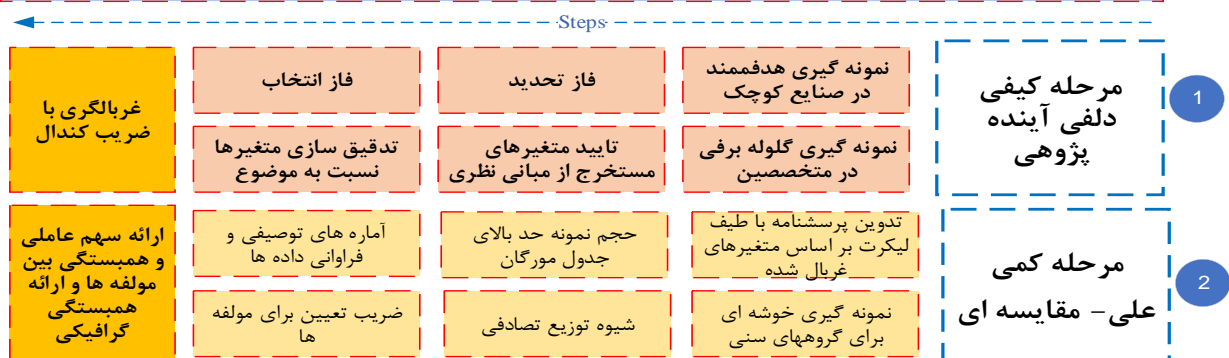 Steps
1
مرحله کیفی
دلفی آینده
پژوهی
نمونه گیری هدفممند
در صنایع کوچک
فاز تحدید
فاز انتخاب
غربالگری با
ضریب کندال
نمونه گیری گلوله برفی
در متخصصین
تایید متغیرهای
مستخرج از مبانی نظری
تدقیق سازی متغیرها
نسبت به موضوع
2
مرحله کمی
علی- مقایسه ای
تدوین پرسشنامه با طیف
لیکرت بر اساس متغیرهای
غربال شده
حجم نمونه حد بالای
جدول مورگان
آماره های توصیفی و
فراوانی داده ها
ارائه سهم عاملی
و همبستگی بین
مولفه ها و ارائه
همبستگی
گرافیکی
نمونه گیری خوشه ای
برای گروههای سنی
شیوه توزیع تصادفی
ضریب تعیین برای مولفه
ها